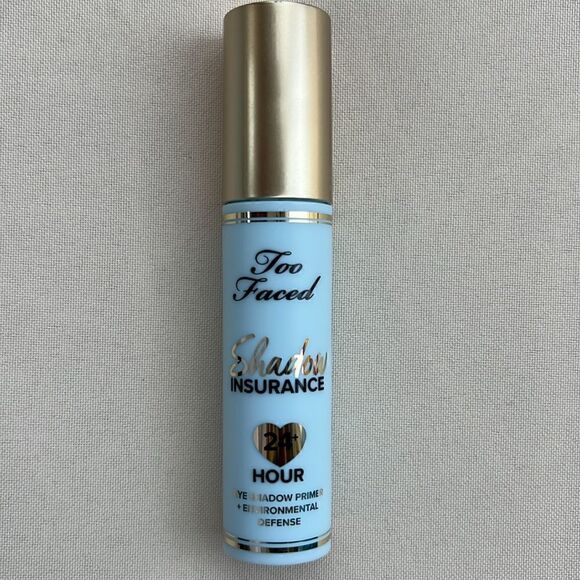 Too
Faced
Shadow
INSURANCE
24+
HOUR
EYE SHADOW PRIMER
+ ENVIRONMENTAL
DEFENSE